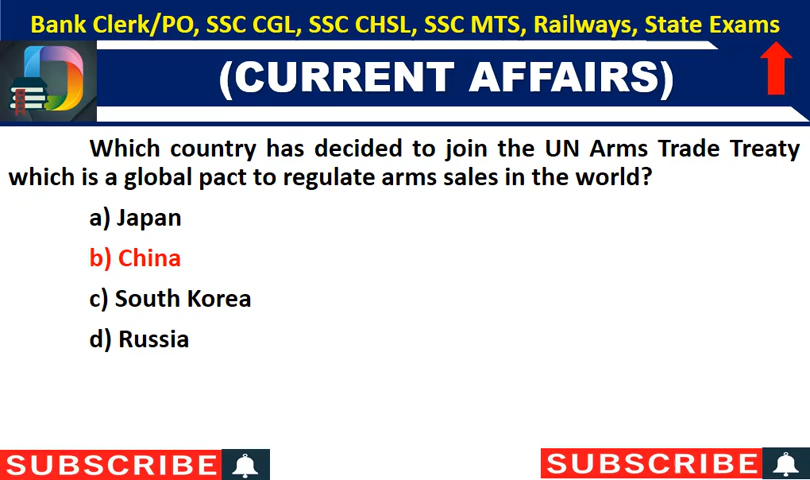 Bank Clerk/PO, SSC CGL, SSC CHSL, SSC MTS, Railways, State Exams
(CURRENT AFFAIRS)
Which country has decided to join the UN Arms Trade Treaty
which is a global pact to regulate arms sales in the world?
a) Japan
b) China
c) South Korea
d) Russia
SUBSCRIBE
SUBSCRIBE